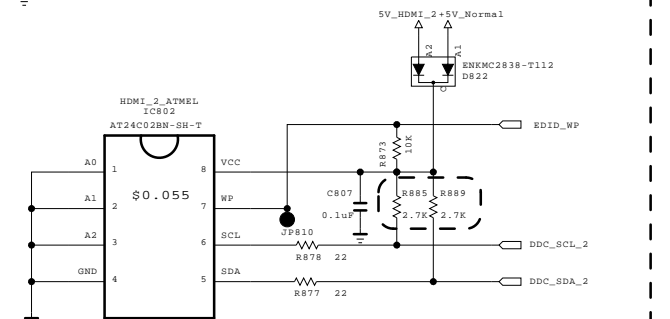 5V_HDMI_2 +5V_Normal
A2
A1
ENKMC2838-T112
D822
C
HDMI_2_ATMEL
IC802
AT24C02BN-SH-T
EDID_WP
R873
10K
A0
1
8
VCC
$0.055
C807
0.1uF
R885
R889
2.7K
2.7K
A1
2
7
WP
JP810
A2
3
6
SCL
R878
22
DDC_SCL_2
GND
4
5
SDA
R877
22
DDC_SDA_2